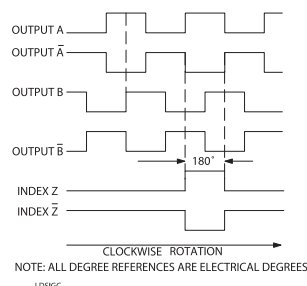 OUTPUT A
OUTPUT A̅
OUTPUT B
OUTPUT B̅
180°
INDEX Z
INDEX Z̅
CLOCKWISE ROTATION
NOTE: ALL DEGREE REFERENCES ARE ELECTRICAL DEGREES